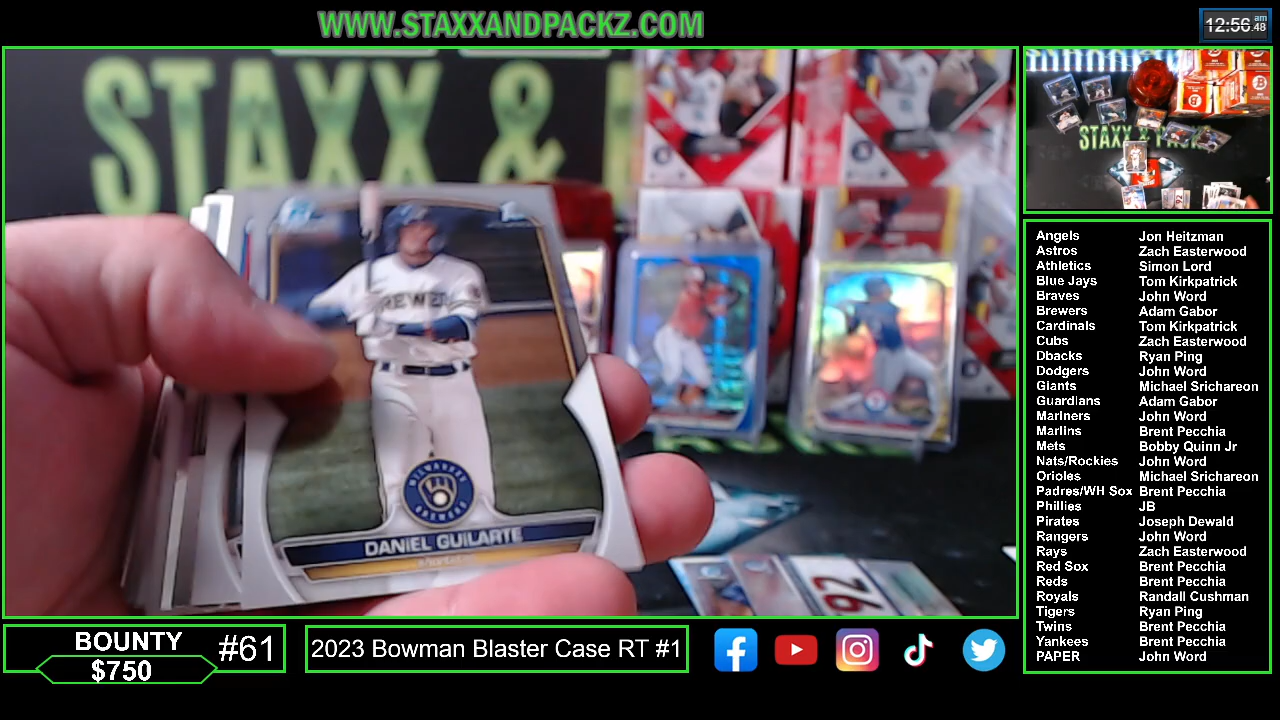 WWW.STAXXANDPACKZ.COM
12:56 am
.48
STAXX &
STAXX & PACKZ
BREWERS
MILWAUKEE
BREWERS
DANIEL GUILARTE
92
Angels Jon Heitzman
Astros Zach Easterwood
Athletics Simon Lord
Blue Jays Tom Kirkpatrick
Braves John Word
Brewers Adam Gabor
Cardinals Tom Kirkpatrick
Cubs Zach Easterwood
Dbacks Ryan Ping
Dodgers John Word
Giants Michael Srichareon
Guardians Adam Gabor
Mariners John Word
Marlins Brent Pecchia
Mets Bobby Quinn Jr
Nats/Rockies John Word
Orioles Michael Srichareon
Padres/WH Sox Brent Pecchia
Phillies JB
Pirates Joseph Dewald
Rangers John Word
Rays Zach Easterwood
Red Sox Brent Pecchia
Reds Brent Pecchia
Royals Randall Cushman
Tigers Ryan Ping
Twins Brent Pecchia
Yankees Brent Pecchia
PAPER John Word
BOUNTY #61
$750
2023 Bowman Blaster Case RT #1